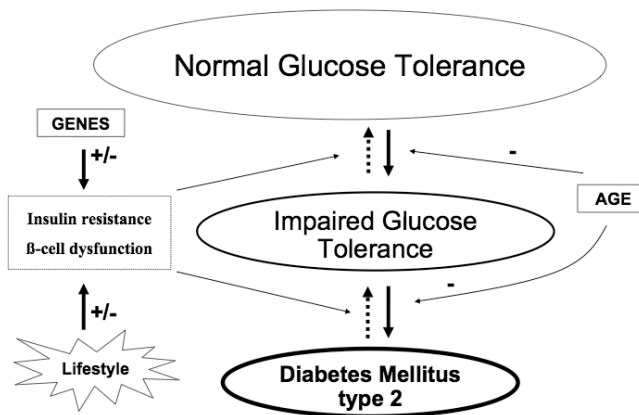 Normal Glucose Tolerance
GENES
+/-
-
Insulin resistance
ß-cell dysfunction
Impaired Glucose
Tolerance
AGE
+/-
-
Lifestyle
Diabetes Mellitus
type 2